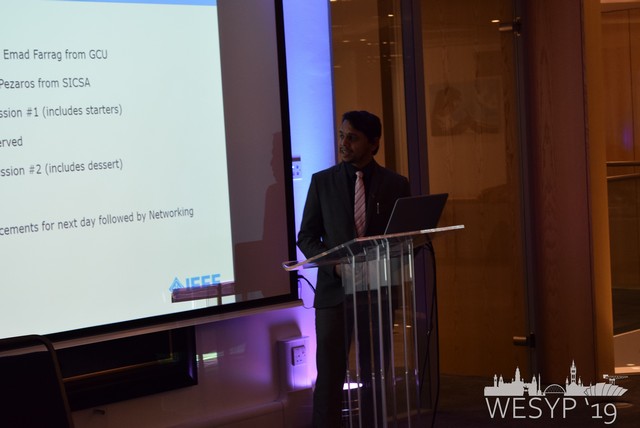 Emad Farrag from GCU
Pezaros from SICSA
ssion #1 (includes starters)
erved
ssion #2 (includes dessert)
cements for next day followed by Networking
IEEE
WESYP '19